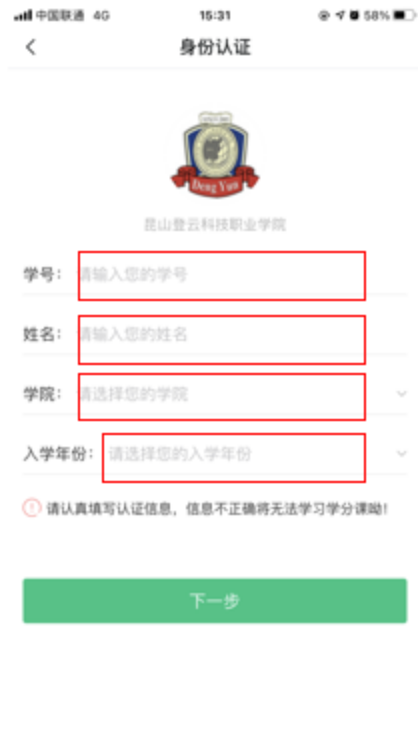 中国联通 4G 15:31 58%
身份认证
Deng Yun
昆山登云科技职业学院
学号： 请输入您的学号
姓名： 请输入您的姓名
学院： 请选择您的学院
入学年份： 请选择您的入学年份
请认真填写认证信息，信息不正确将无法学习学分课呦！
下一步